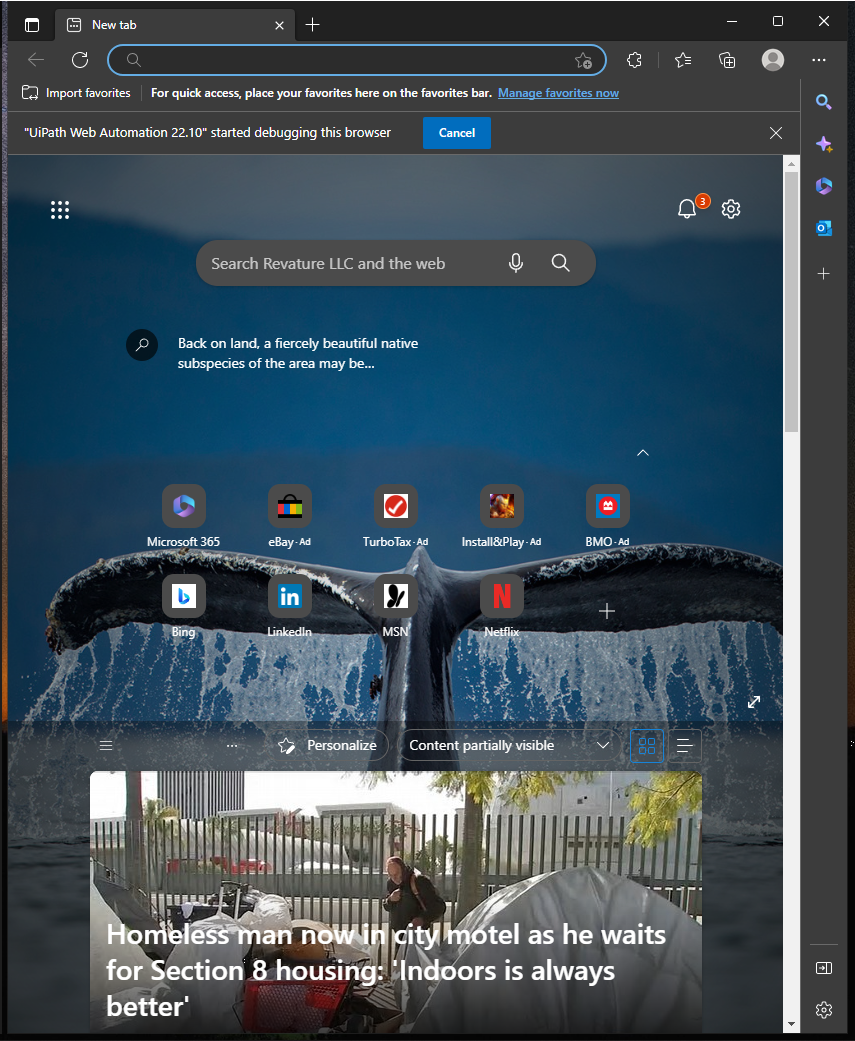 New tab
Import favorites
For quick access, place your favorites here on the favorites bar. Manage favorites now
"UiPath Web Automation 22.10" started debugging this browser
Cancel
3
Search Revature LLC and the web
Back on land, a fiercely beautiful native
subspecies of the area may be...
Microsoft 365
eBay · Ad
TurboTax · Ad
Install&Play · Ad
BMO · Ad
Bing
LinkedIn
MSN
Netflix
Personalize
Content partially visible
Homeless man now in city motel as he waits
for Section 8 housing: 'Indoors is always
better'